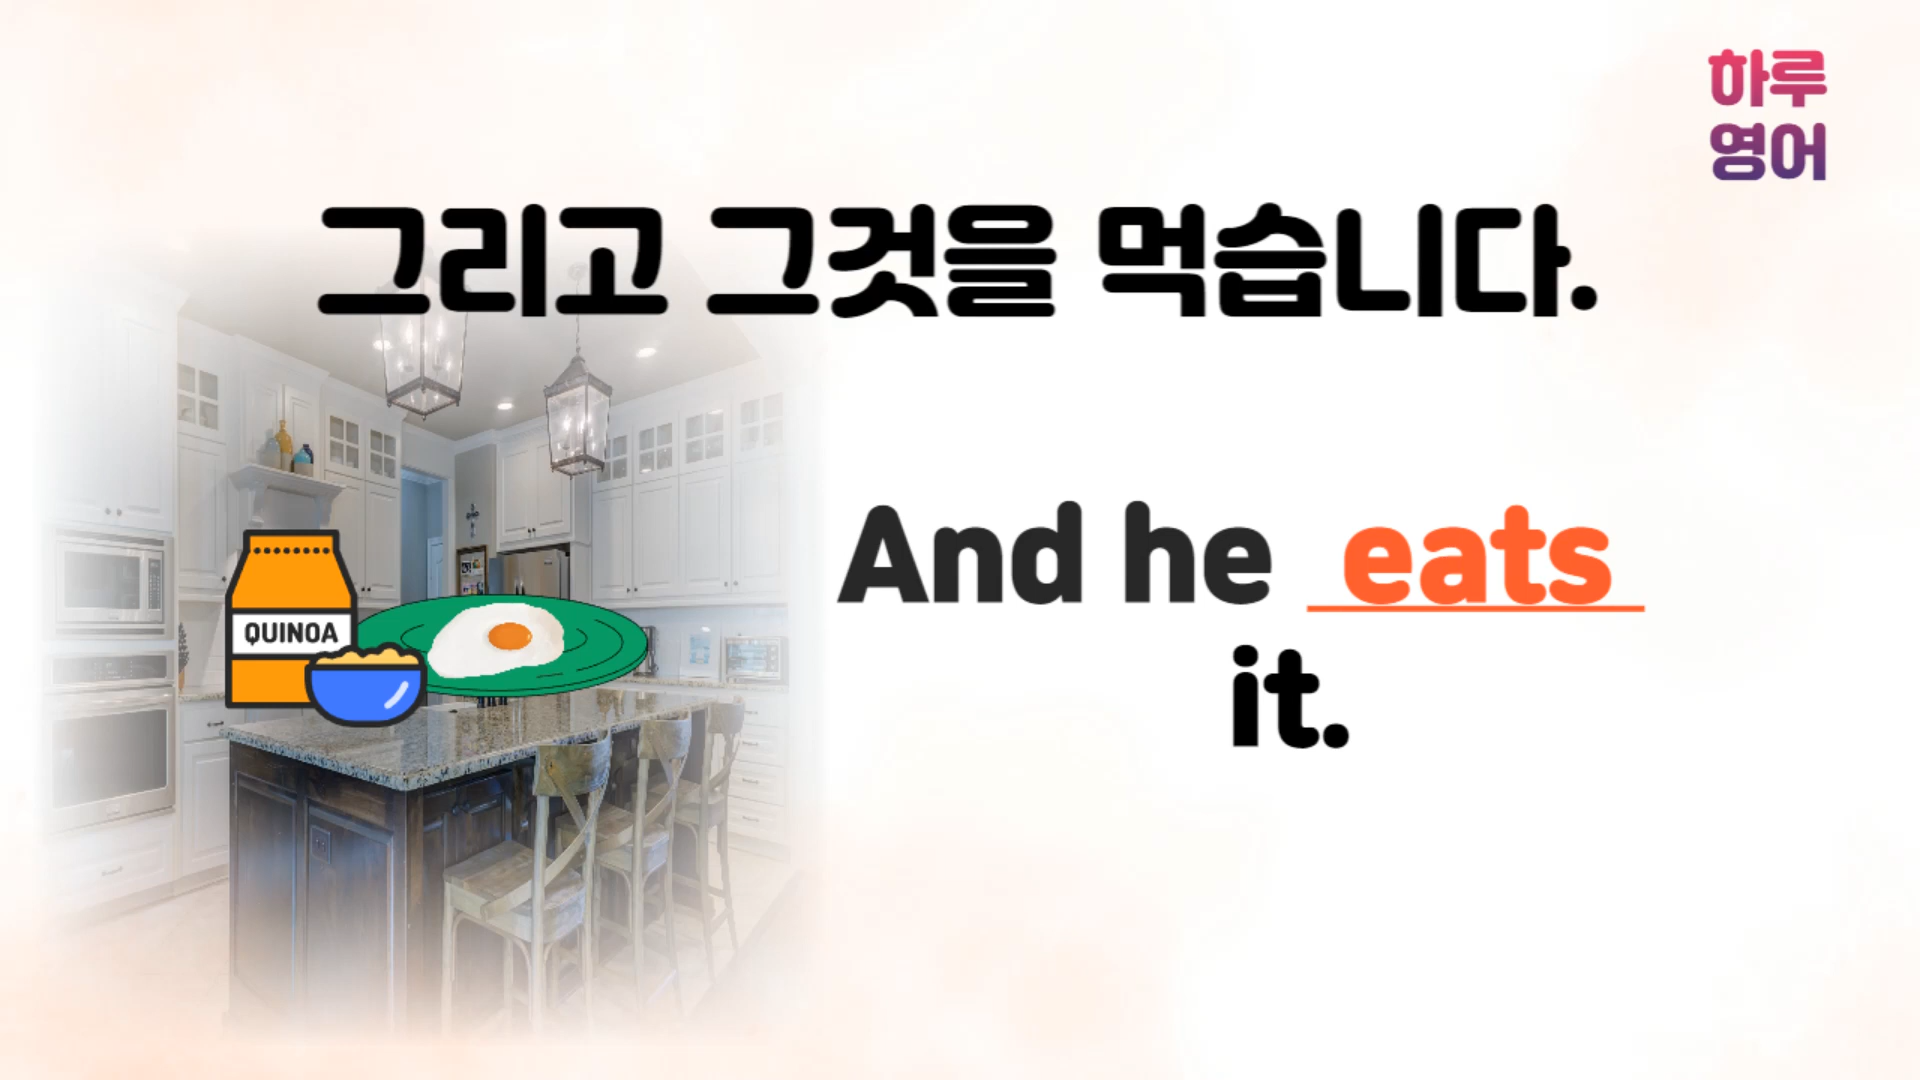 하루
영어
그리고 그것을 먹습니다.
And he eats
it.
QUINOA